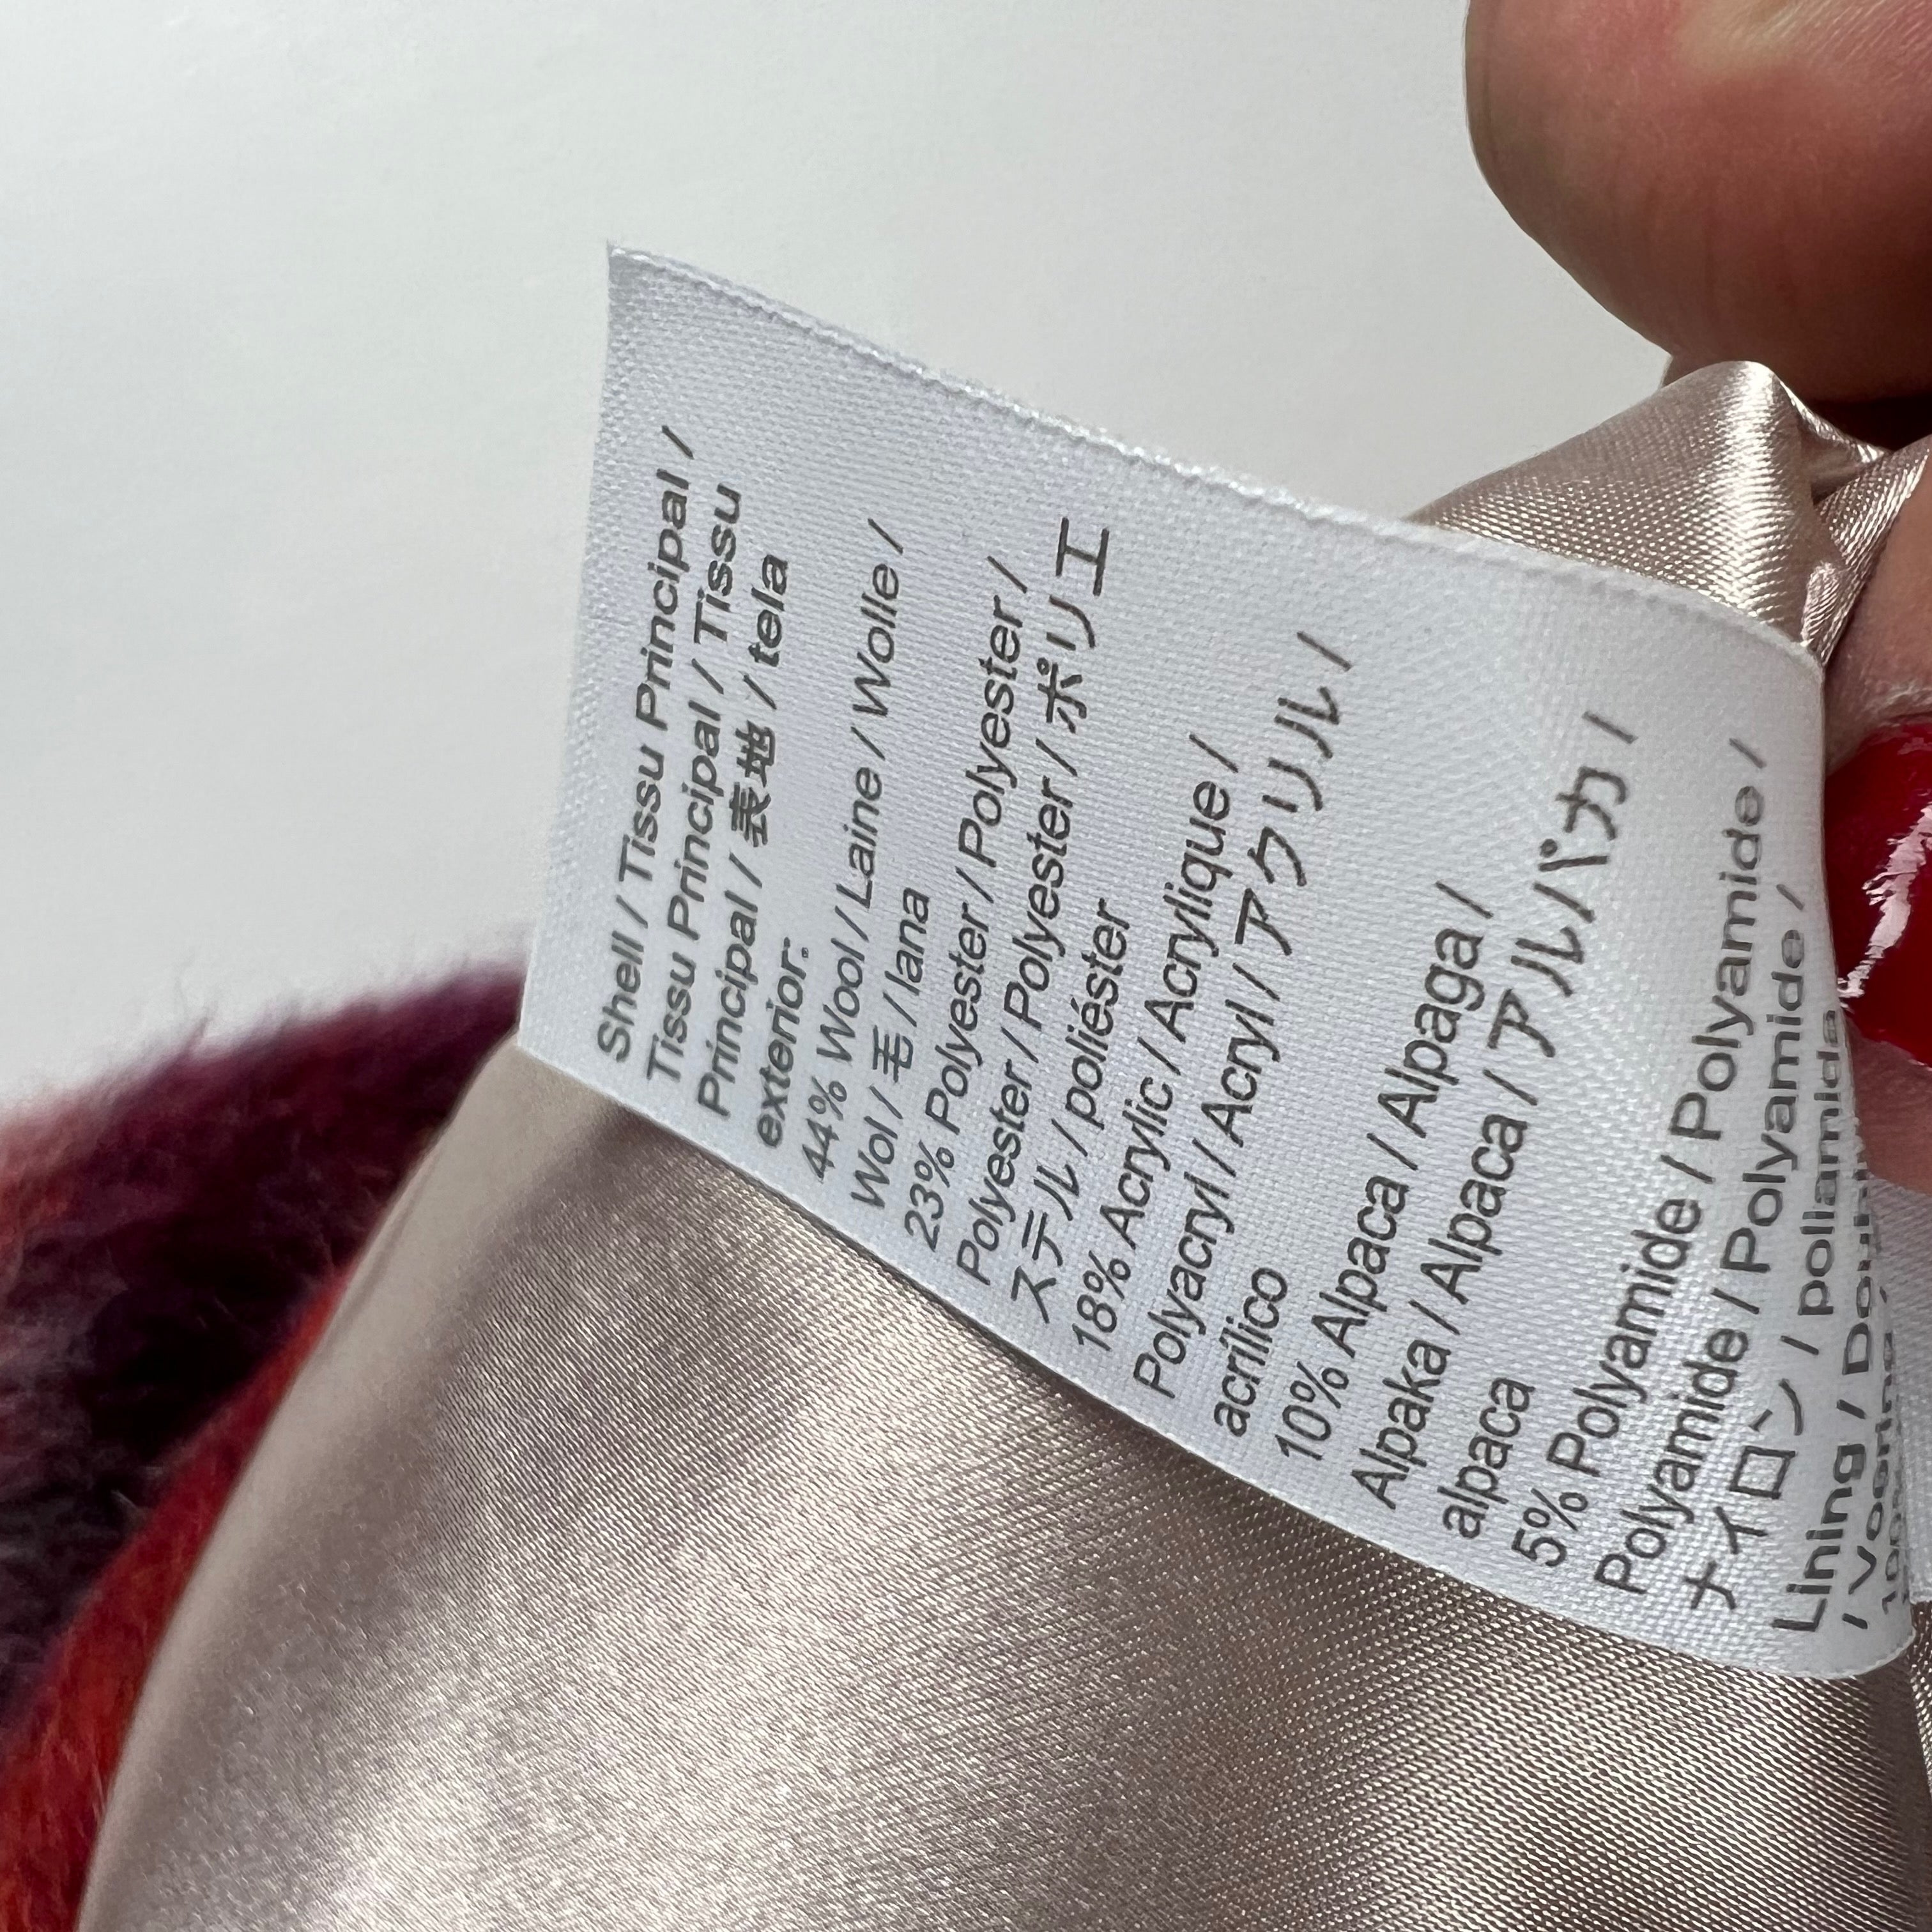 Shell / Tissu Principal /
Tissu Principal / Tissu
Principal / 表地 / tela
exterior:
44% Wool / Laine / Wolle /
Wol / 毛 / lana
23% Polyester / Polyester /
Polyester / Polyester / ポリエ
ステル / poliéster
18% Acrylic / Acrylique /
Polyacryl / Acryl / アクリル /
acrílico
10% Alpaca / Alpaga /
Alpaka / Alpaca / アルパカ /
alpaca
5% Polyamide / Polyamide /
Polyamide / Polyamide /
ナイロン / poliamida
Lining /
/ Voering /